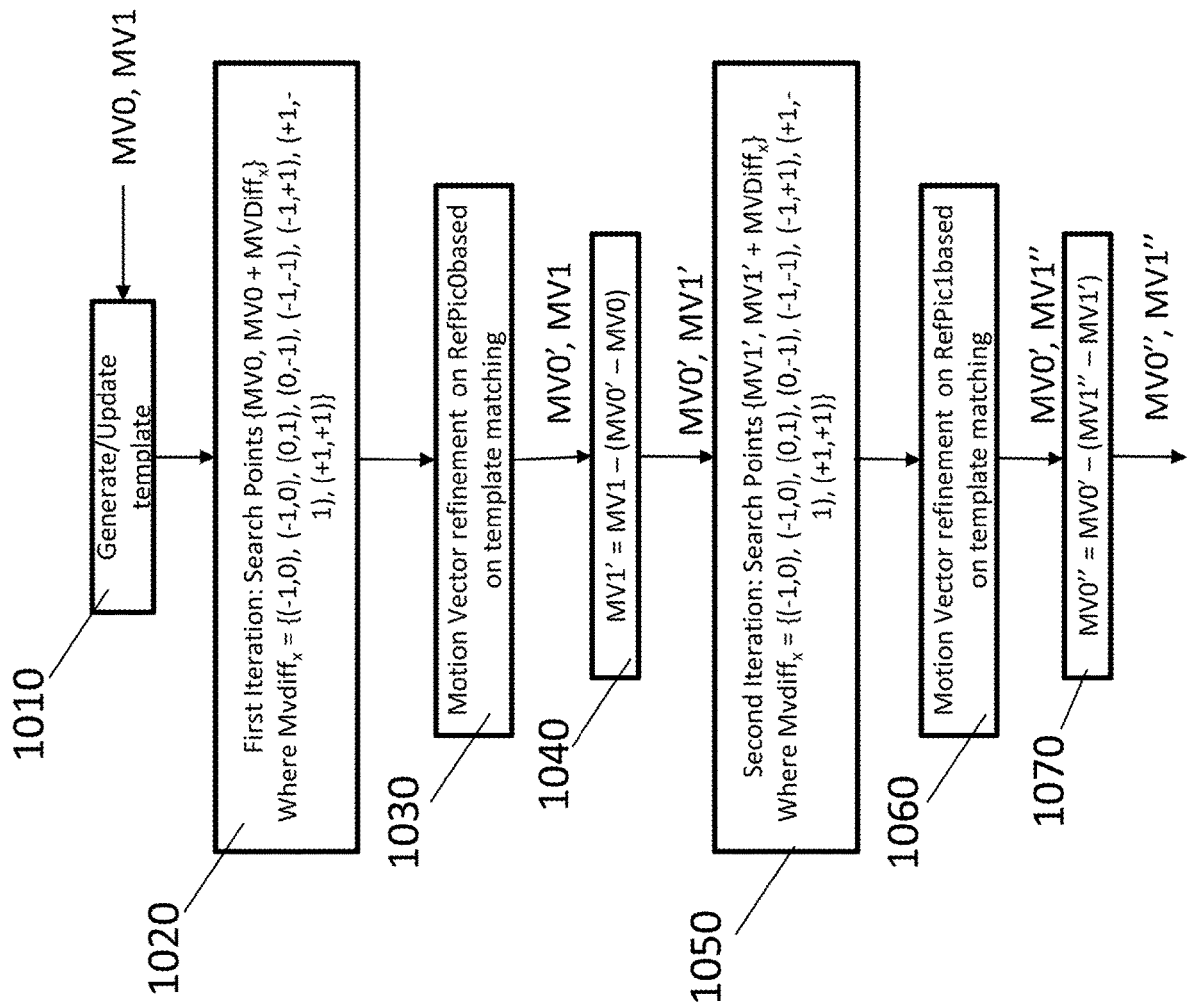 MV0, MV1
1010
Generate/Update
template
1020
First Iteration: Search Points {MV0, MV0 + MVDiffₓ}
Where Mvdiffₓ = {(-1,0), (-1,0), (0,1), (0,-1), (-1,-1), (-1,+1), (+1,-
1), (+1,+1)}
1030
Motion Vector refinement on RefPic0based
on template matching
MV0', MV1
1040
MV1' = MV1 – (MV0' – MV0)
MV0', MV1'
1050
Second Iteration: Search Points {MV1', MV1' + MVDiffₓ}
Where Mvdiffₓ = {(-1,0), (-1,0), (0,1), (0,-1), (-1,-1), (-1,+1), (+1,-
1), (+1,+1)}
1060
Motion Vector refinement on RefPic1based
on template matching
MV0', MV1''
1070
MV0'' = MV0' – (MV1'' – MV1')
MV0'', MV1''